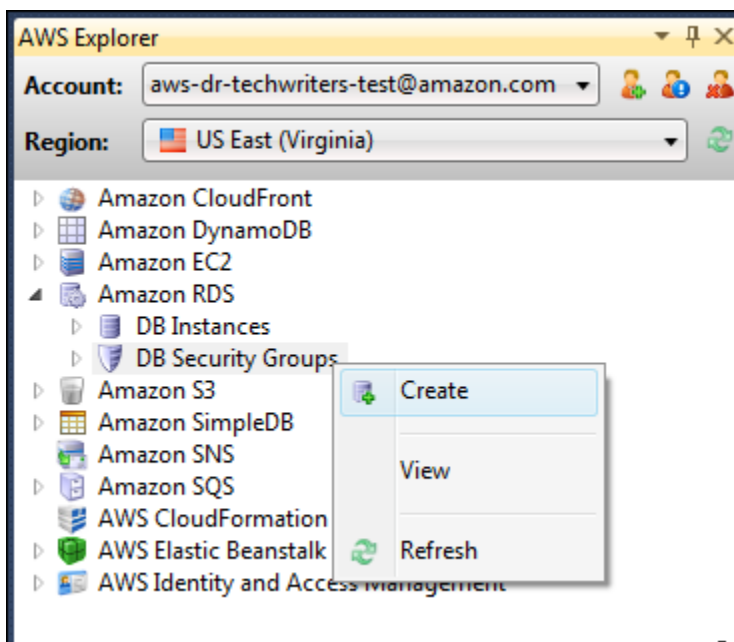 AWS Explorer
Account: aws-dr-techwriters-test@amazon.com
Region: US East (Virginia)
Amazon CloudFront
Amazon DynamoDB
Amazon EC2
Amazon RDS
DB Instances
DB Security Groups
Create
Amazon S3
Amazon SimpleDB
Amazon SNS
View
Amazon SQS
AWS CloudFormation
AWS Elastic Beanstalk
Refresh
AWS Identity and Access Management